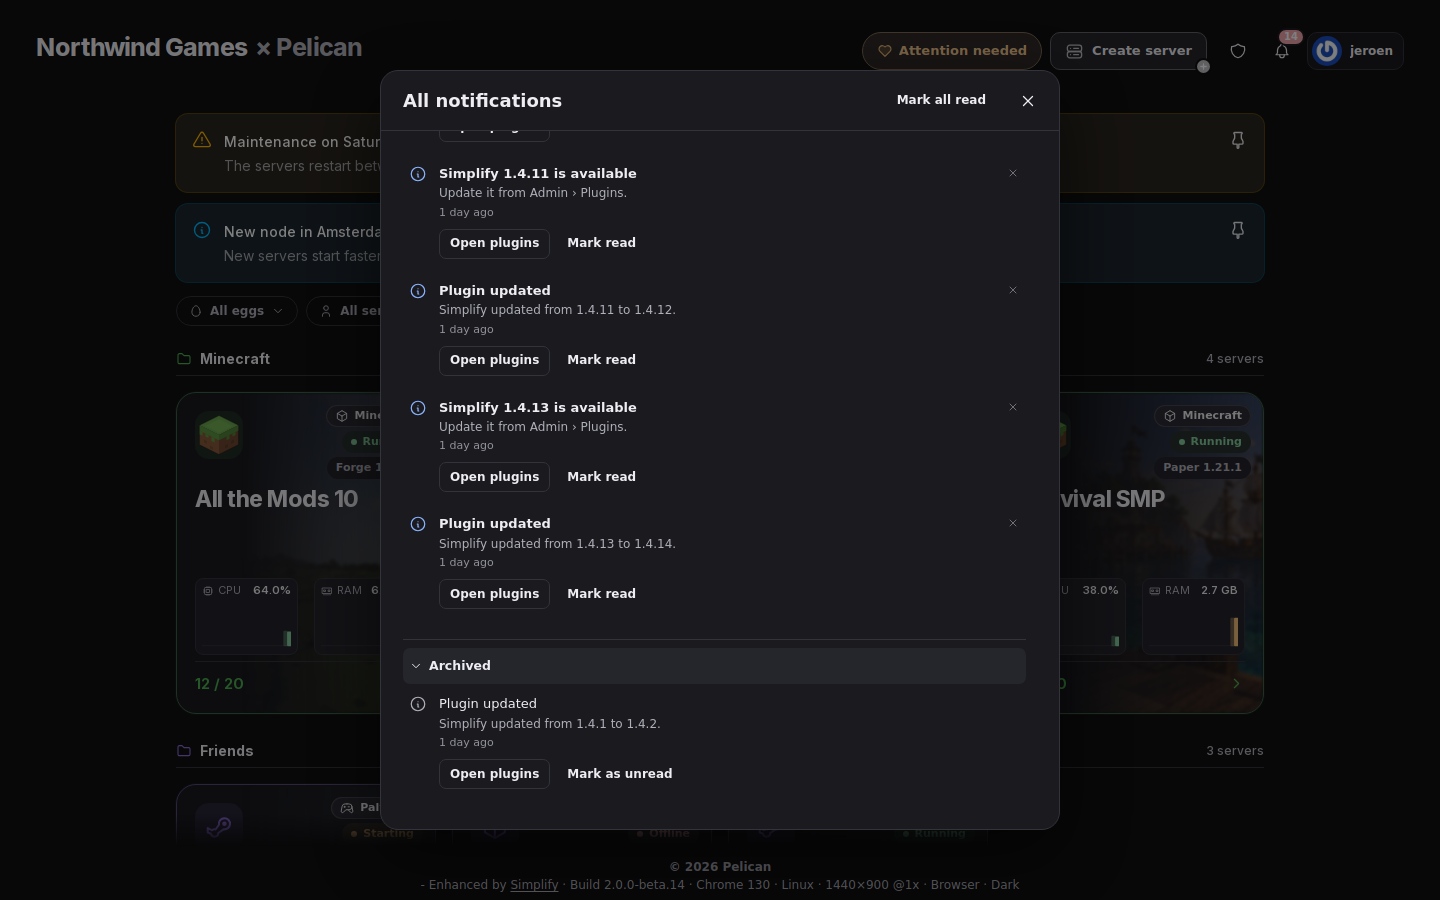 Northwind Games × Pelican
Attention needed
Create server
14
jeroen
All notifications
Mark all read
Maintenance on Satur
The servers restart betw
New node in Amsterda
New servers start faster
All eggs
All ser
Minecraft
4 servers
Simplify 1.4.11 is available
Update it from Admin › Plugins.
1 day ago
Open plugins
Mark read
Plugin updated
Simplify updated from 1.4.11 to 1.4.12.
1 day ago
Open plugins
Mark read
Simplify 1.4.13 is available
Update it from Admin › Plugins.
1 day ago
Open plugins
Mark read
Plugin updated
Simplify updated from 1.4.13 to 1.4.14.
1 day ago
Open plugins
Mark read
Archived
Plugin updated
Simplify updated from 1.4.1 to 1.4.2.
1 day ago
Open plugins
Mark as unread
Mine
Ru
Forge 1
All the Mods 10
CPU 64.0%
RAM 6
12 / 20
Minecraft
Running
Paper 1.21.1
vival SMP
U 38.0%
RAM 2.7 GB
0
Friends
3 servers
Pal
Starting
Offline
Running
© 2026 Pelican
- Enhanced by Simplify · Build 2.0.0-beta.14 · Chrome 130 · Linux · 1440×900 @1x · Browser · Dark